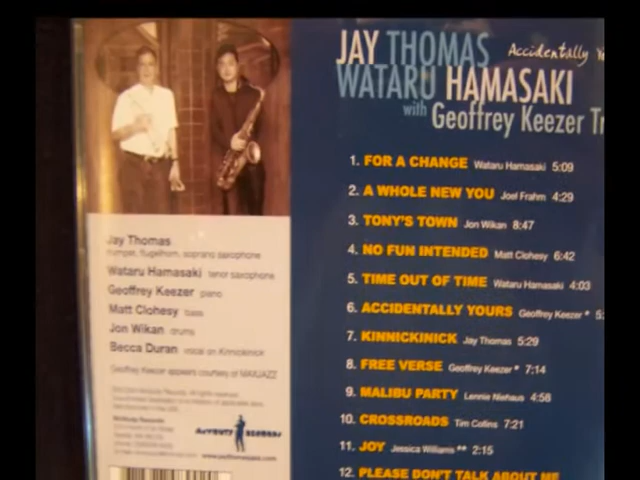 JAY THOMAS Accidentally
WATARU HAMASAKI
with Geoffrey Keezer
1. FOR A CHANGE Wataru Hamasaki 5:09
2. A WHOLE NEW YOU Joel Frahm 4:29
3. TONY'S TOWN Jon Wikan 8:47
4. NO FUN INTENDED Matt Clohesy 6:42
5. TIME OUT OF TIME Wataru Hamasaki 4:03
6. ACCIDENTALLY YOURS Geoffrey Keezer *
7. KINNICKINICK Jay Thomas 5:29
8. FREE VERSE Geoffrey Keezer * 7:14
9. MALIBU PARTY Lennie Niehaus 4:58
10. CROSSROADS Tim Collins 7:21
11. JOY Jessica Williams ** 2:15
12. PLEASE DON'T TALK ABOUT ME
Jay Thomas
trumpet, flugelhorn, soprano saxophone
Wataru Hamasaki tenor saxophone
Geoffrey Keezer piano
Matt Clohesy bass
Jon Wikan drums
Becca Duran vocal on Kinnickinick
Geoffrey Keezer appears courtesy of MAXJAZZ